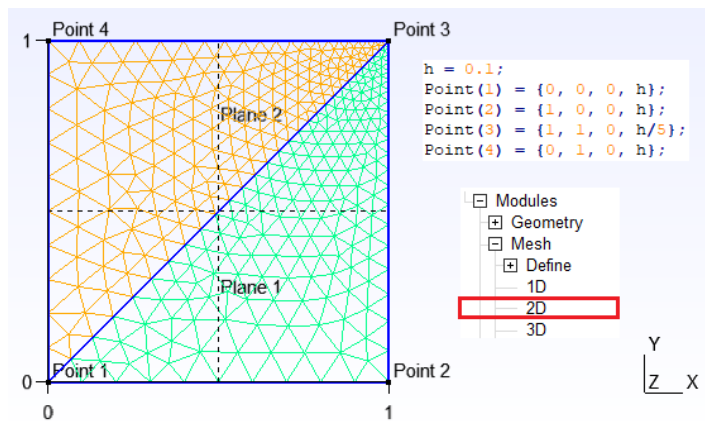 Point 4
Point 3
1
Plane 2
Plane 1
0
Point 1
Point 2
0
1
h = 0.1;
Point(1) = {0, 0, 0, h};
Point(2) = {1, 0, 0, h};
Point(3) = {1, 1, 0, h/5};
Point(4) = {0, 1, 0, h};
Modules
Geometry
Mesh
Define
1D
2D
3D
Y
Z X